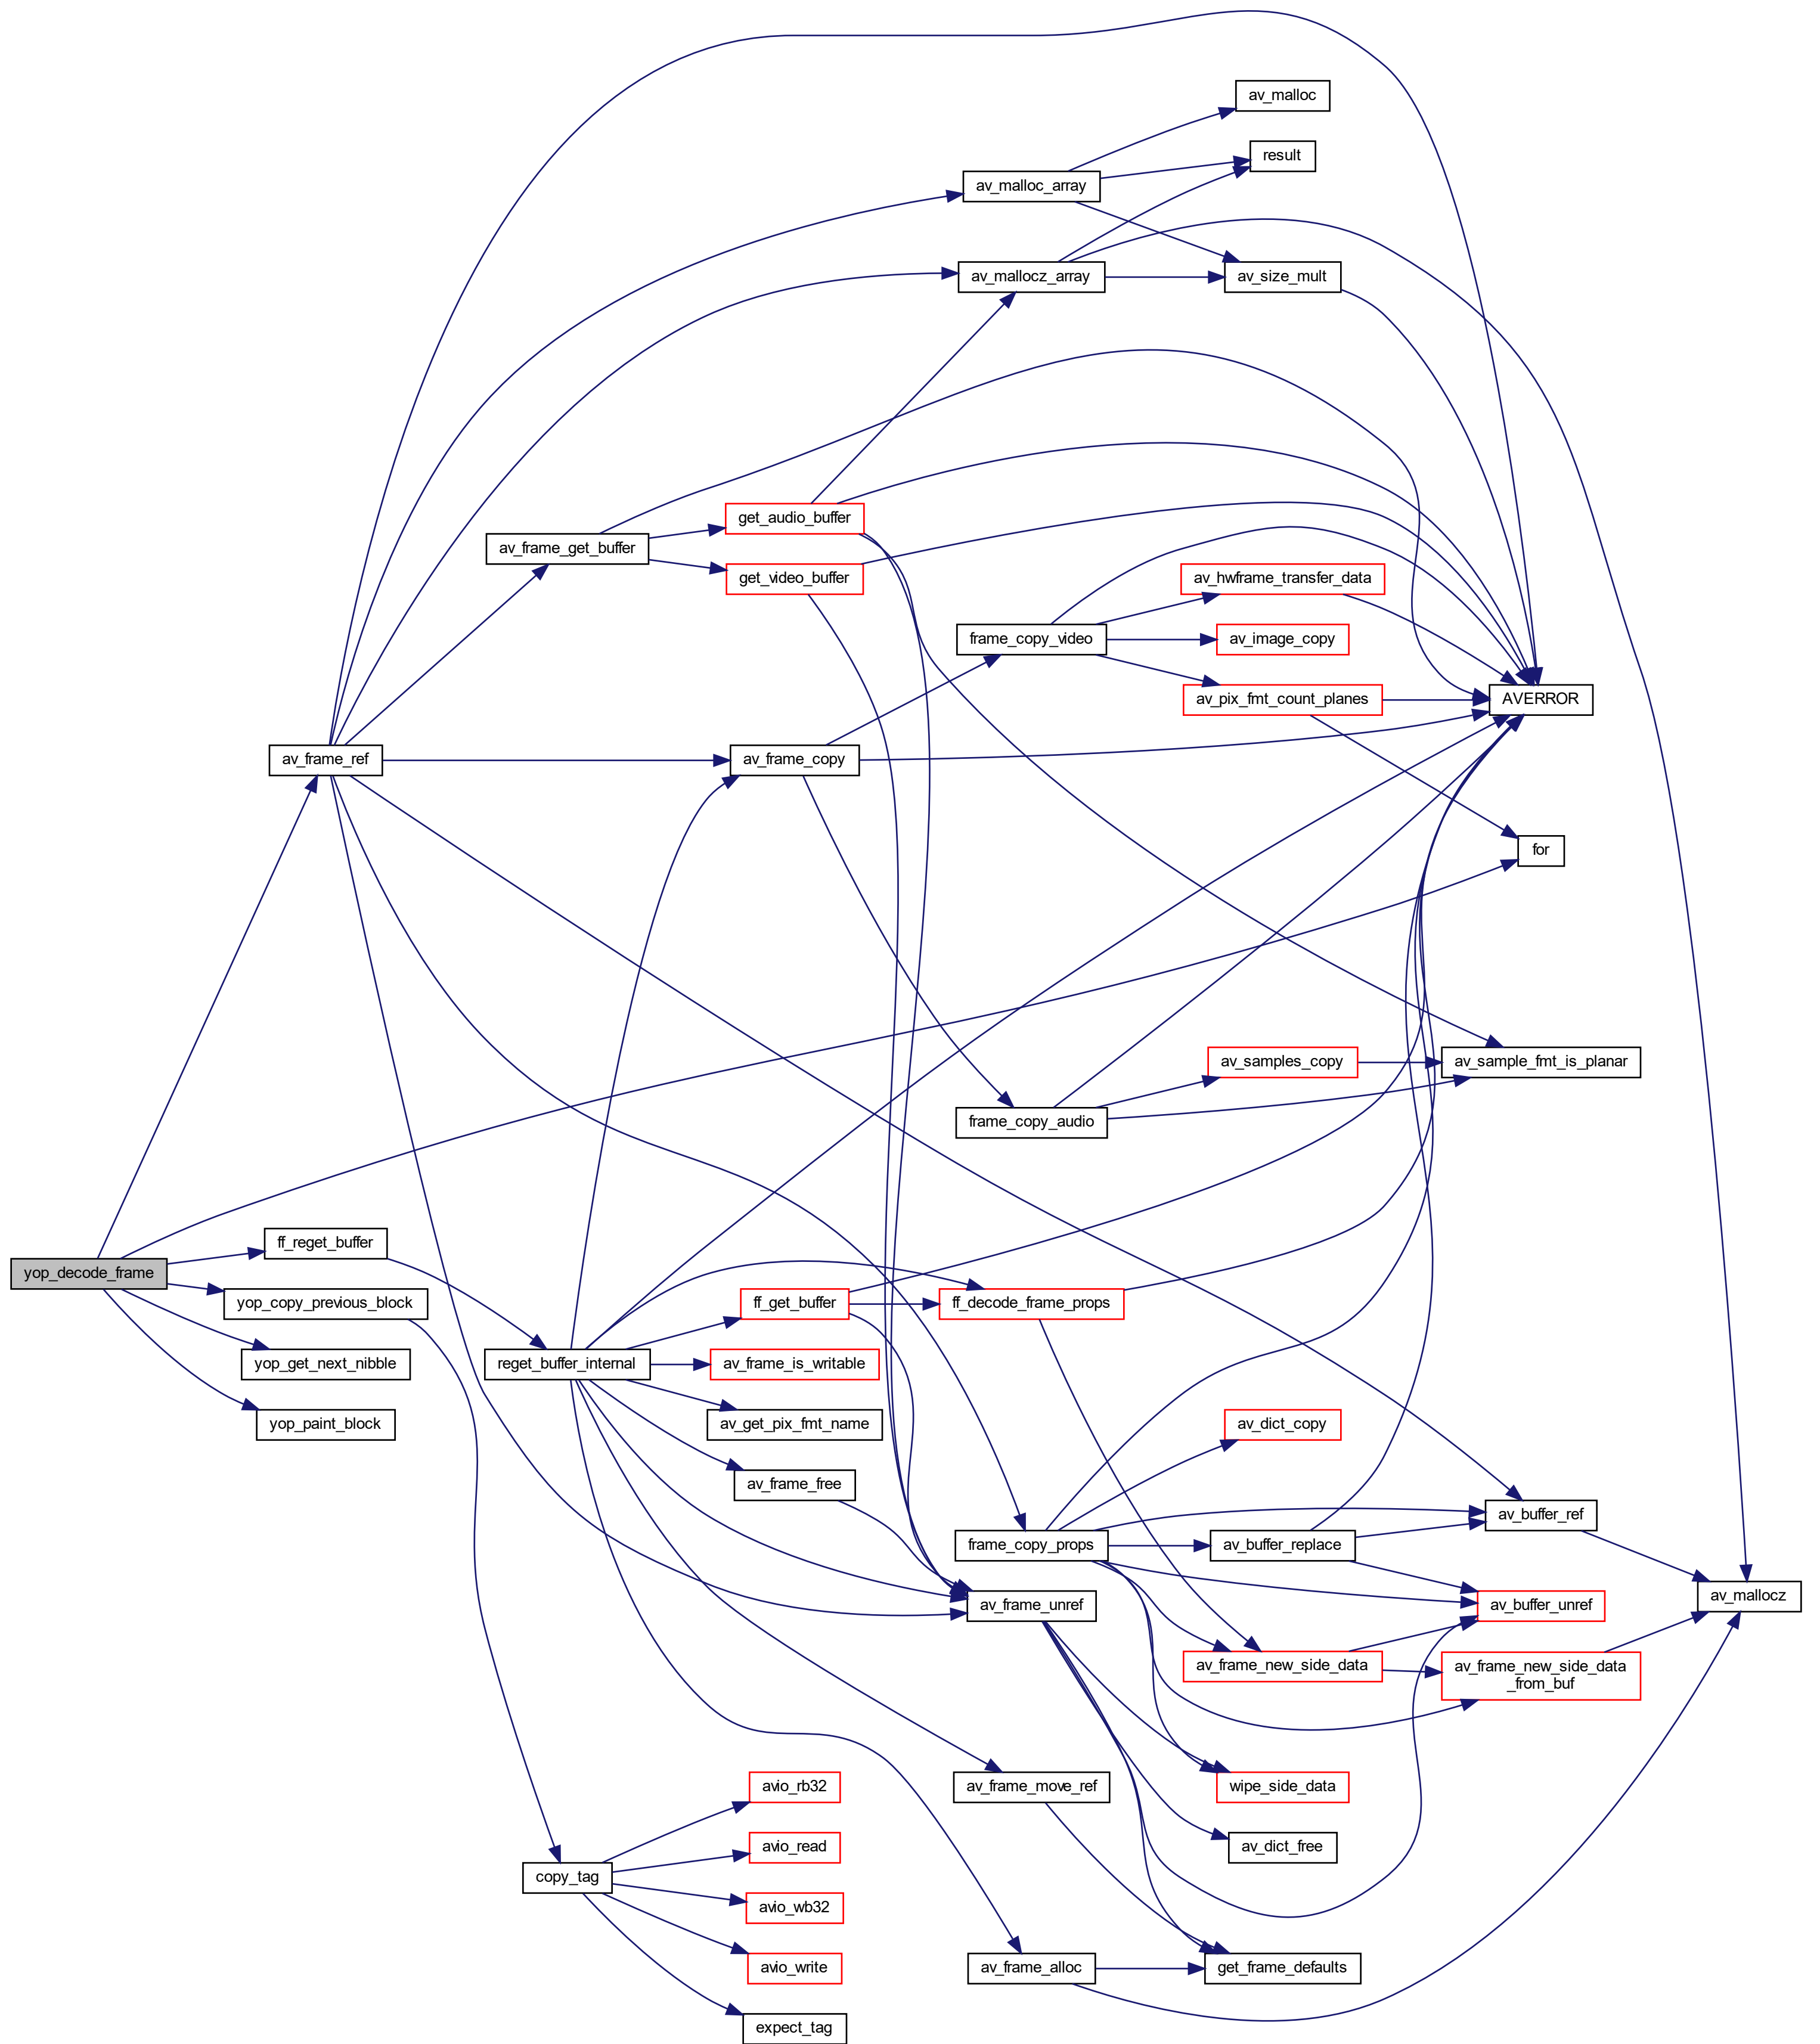 av_malloc
result
av_malloc_array
av_mallocz_array
av_size_mult
get_audio_buffer
av_frame_get_buffer
get_video_buffer
av_hwframe_transfer_data
frame_copy_video
av_image_copy
av_pix_fmt_count_planes
AVERROR
av_frame_ref
av_frame_copy
for
av_samples_copy
av_sample_fmt_is_planar
frame_copy_audio
ff_reget_buffer
yop_decode_frame
yop_copy_previous_block
ff_get_buffer
ff_decode_frame_props
yop_get_next_nibble
reget_buffer_internal
av_frame_is_writable
yop_paint_block
av_get_pix_fmt_name
av_dict_copy
av_frame_free
av_buffer_ref
frame_copy_props
av_buffer_replace
av_frame_unref
av_buffer_unref
av_mallocz
av_frame_new_side_data
av_frame_new_side_data
_from_buf
avio_rb32
av_frame_move_ref
wipe_side_data
avio_read
av_dict_free
copy_tag
avio_wb32
avio_write
av_frame_alloc
get_frame_defaults
expect_tag